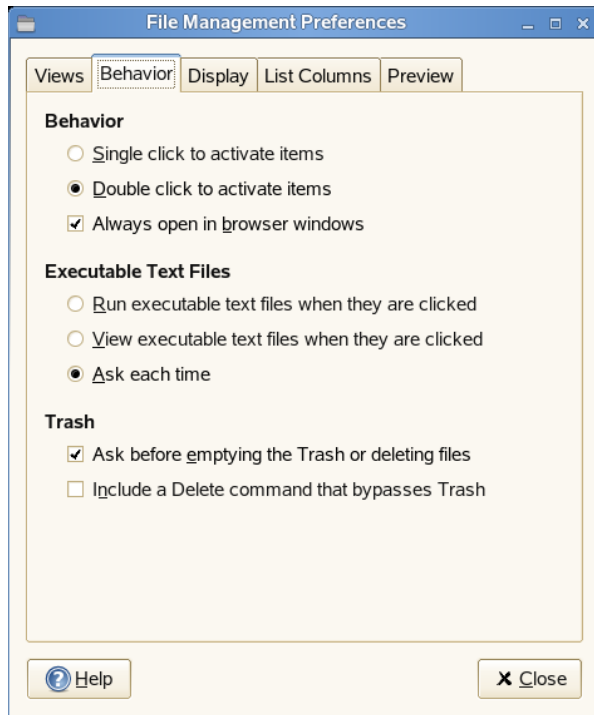 File Management Preferences
Views Behavior Display List Columns Preview
Behavior
Single click to activate items
Double click to activate items
Always open in browser windows
Executable Text Files
Run executable text files when they are clicked
View executable text files when they are clicked
Ask each time
Trash
Ask before emptying the Trash or deleting files
Include a Delete command that bypasses Trash
Help Close